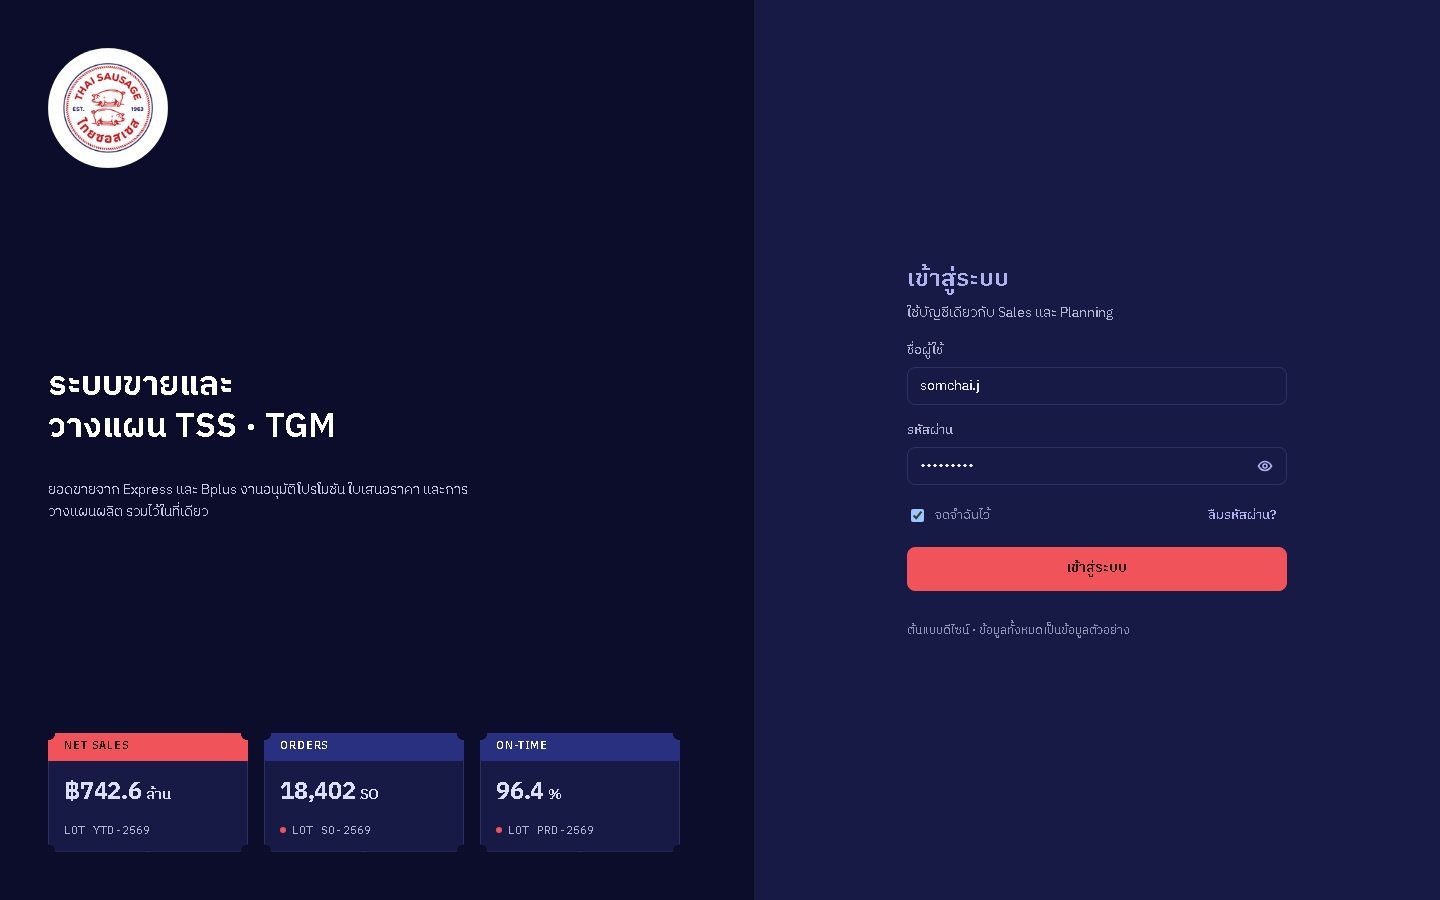 THAI SAUSAGE
EST. 1963
ไทยซอสเซส
ระบบขายและ
วางแผน TSS · TGM
ยอดขายจาก Express และ Bplus งานอนุมัติโปรโมชัน ใบเสนอราคา และการ
วางแผนผลิต รวมไว้ในที่เดียว
NET SALES
฿742.6 ล้าน
LOT YTD-2569
ORDERS
18,402 SO
LOT SO-2569
ON-TIME
96.4 %
LOT PRD-2569
เข้าสู่ระบบ
ใช้บัญชีเดียวกับ Sales และ Planning
ชื่อผู้ใช้
somchai.j
รหัสผ่าน
•••••••••
จดจำฉันไว้
ลืมรหัสผ่าน?
เข้าสู่ระบบ
ต้นแบบดีไซน์ · ข้อมูลทั้งหมดเป็นข้อมูลตัวอย่าง